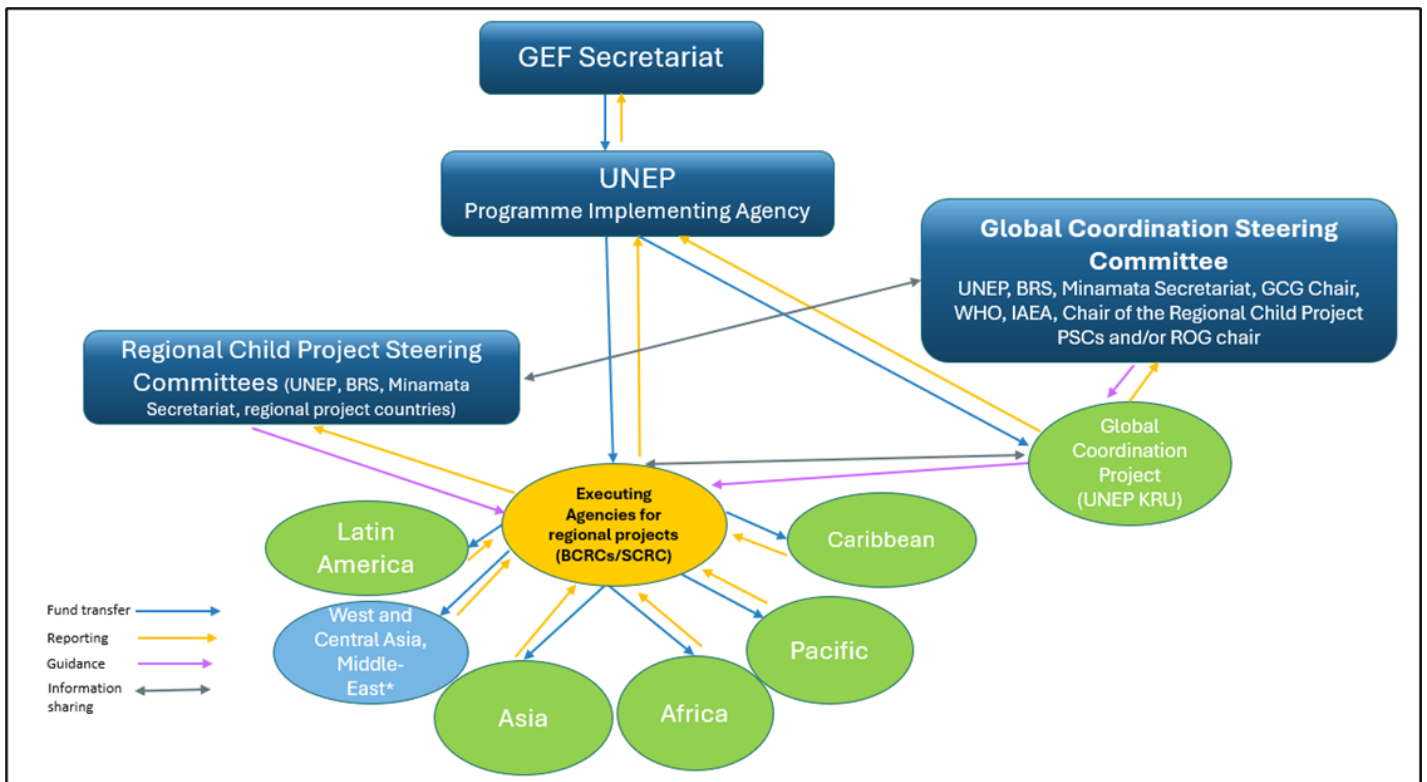 GEF Secretariat
UNEP
Programme Implementing Agency
Global Coordination Steering
Committee
UNEP, BRS, Minamata Secretariat, GCG Chair,
WHO, IAEA, Chair of the Regional Child Project
PSCs and/or ROG chair
Regional Child Project Steering
Committees (UNEP, BRS, Minamata
Secretariat, regional project countries)
Global
Coordination
Project
(UNEP KRU)
Executing
Agencies for
regional projects
(BCRCs/SCRC)
Latin
America
Caribbean
West and
Central Asia,
Middle-
East*
Pacific
Asia
Africa
Fund transfer
Reporting
Guidance
Information
sharing